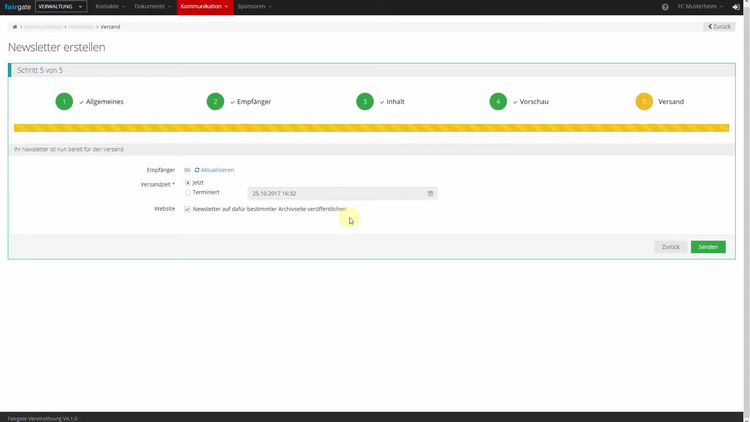 fairgate VERWALTUNG Kontakte Dokumente Kommunikation Sponsoren FC Musterheim
Kommunikation > Newsletter > Versand Zurück
Newsletter erstellen
Schritt 5 von 5
1 Allgemeines 2 Empfänger 3 Inhalt 4 Vorschau 5 Versand
Ihr Newsletter ist nun bereit für den Versand
Empfänger 86 Aktualisieren
Versandzeit * Jetzt
Terminiert 25.10.2017 16:32
Website Newsletter auf dafür bestimmter Archivseite veröffentlichen
Zurück Senden
Fairgate Vereinslösung V4.1.0